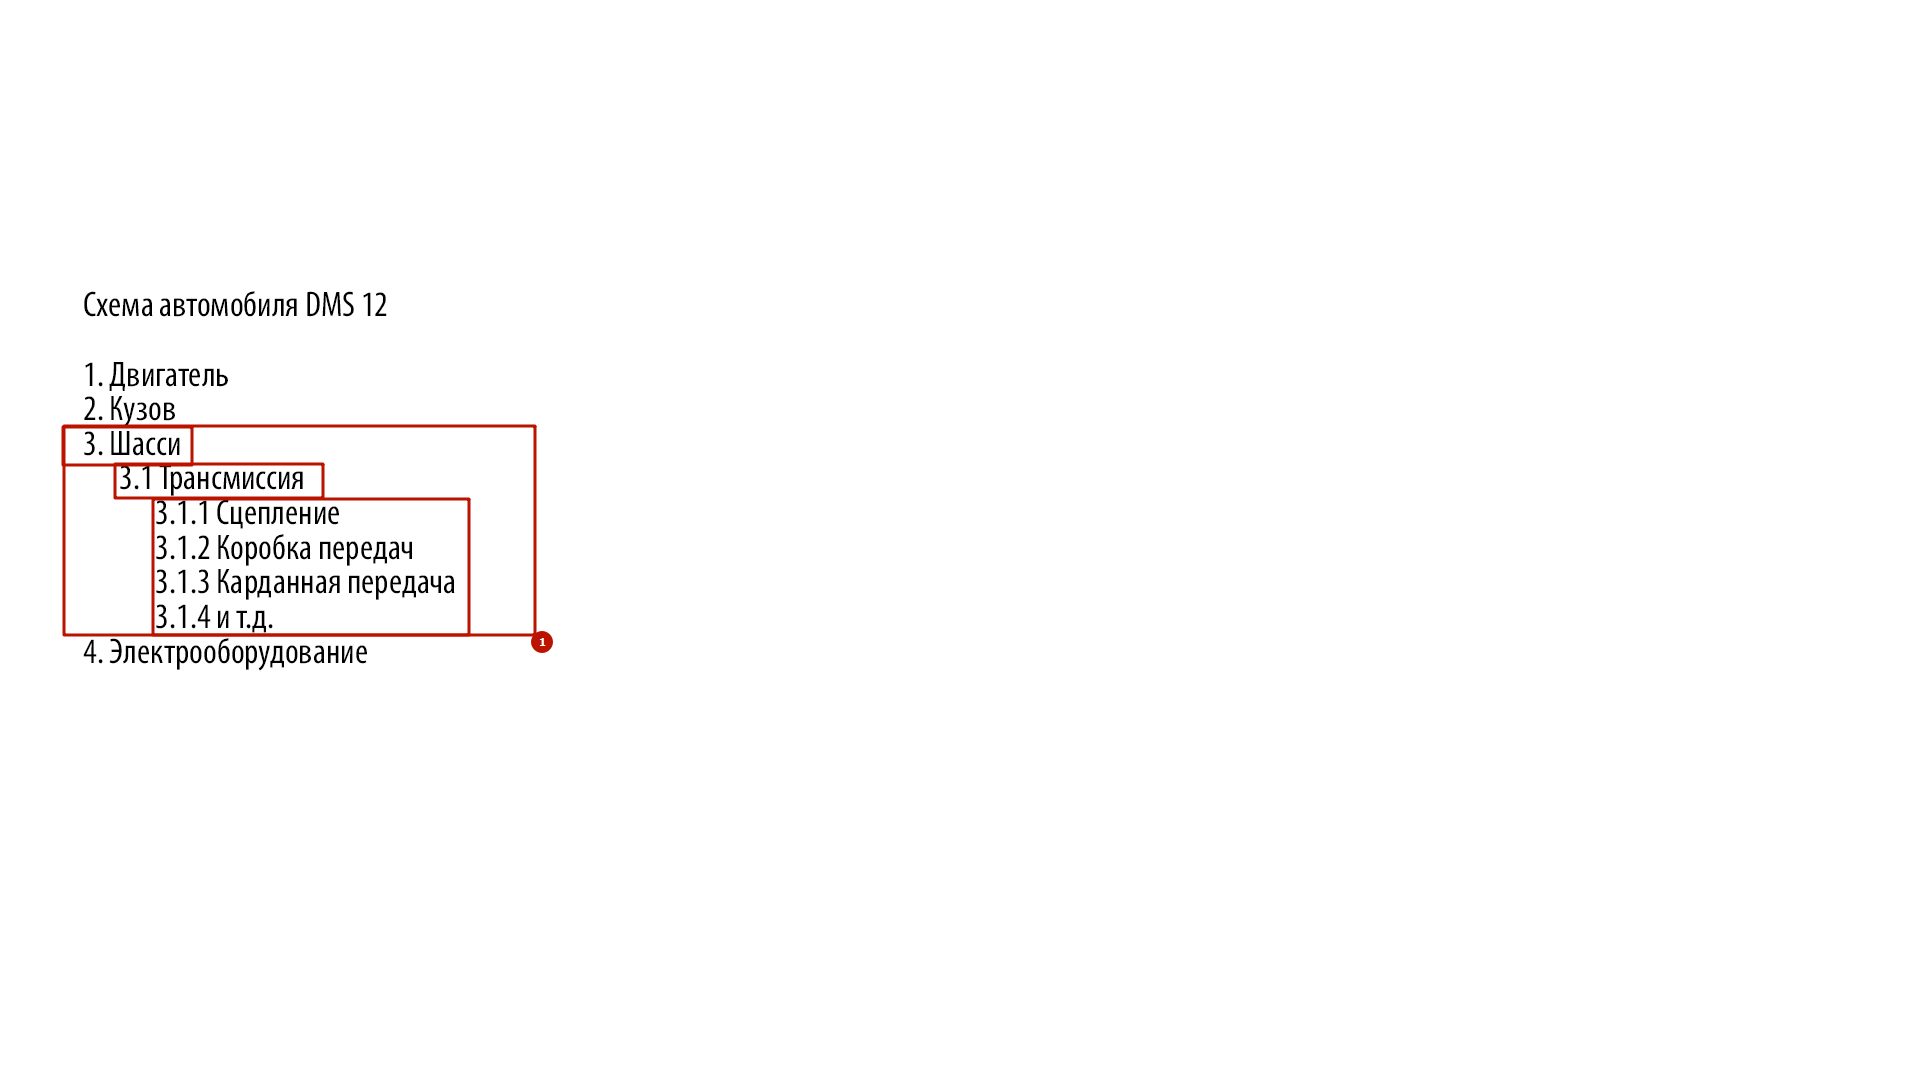 Схема автомобиля DMS 12
1. Двигатель
2. Кузов
3. Шасси
3.1 Трансмиссия
3.1.1 Сцепление
3.1.2 Коробка передач
3.1.3 Карданная передача
3.1.4 и т.д.
1
4. Электрооборудование